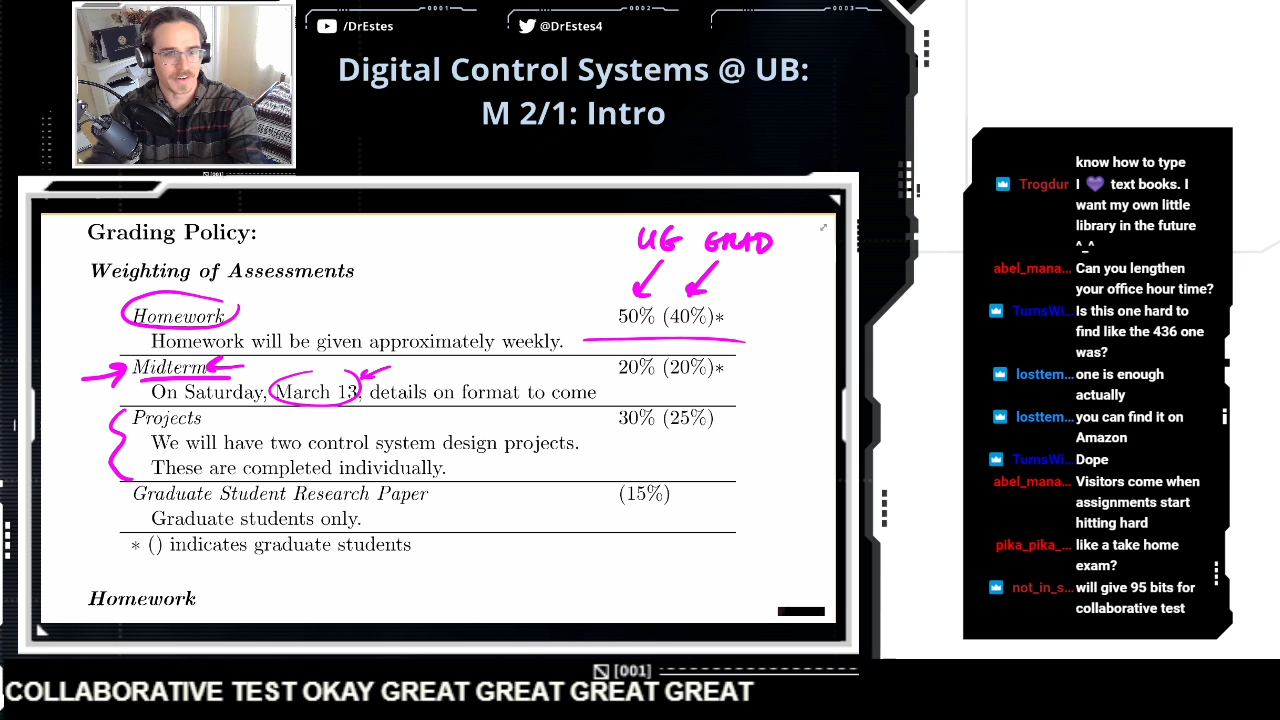 0001
0002
0003
/DrEstes
@DrEstes4
Digital Control Systems @ UB:
M 2/1: Intro
[001]
Grading Policy:
UG GRAD
Weighting of Assessments
Homework 50% (40%)*
Homework will be given approximately weekly.
Midterm 20% (20%)*
On Saturday, March 13, details on format to come
Projects 30% (25%)
We will have two control system design projects.
These are completed individually.
Graduate Student Research Paper (15%)
Graduate students only.
* () indicates graduate students
Homework
know how to type
Trogdur I 💜 text books. I
want my own little
library in the future
^_^
abel_mana... Can you lengthen
your office hour time?
TurnsWi... Is this one hard to
find like the 436 one
was?
losttem... one is enough
actually
losttem... you can find it on
Amazon
TurnsWi... Dope
abel_mana... Visitors come when
assignments start
hitting hard
pika_pika_... like a take home
exam?
not_in_s... will give 95 bits for
collaborative test
[001]
COLLABORATIVE TEST OKAY GREAT GREAT GREAT GREAT